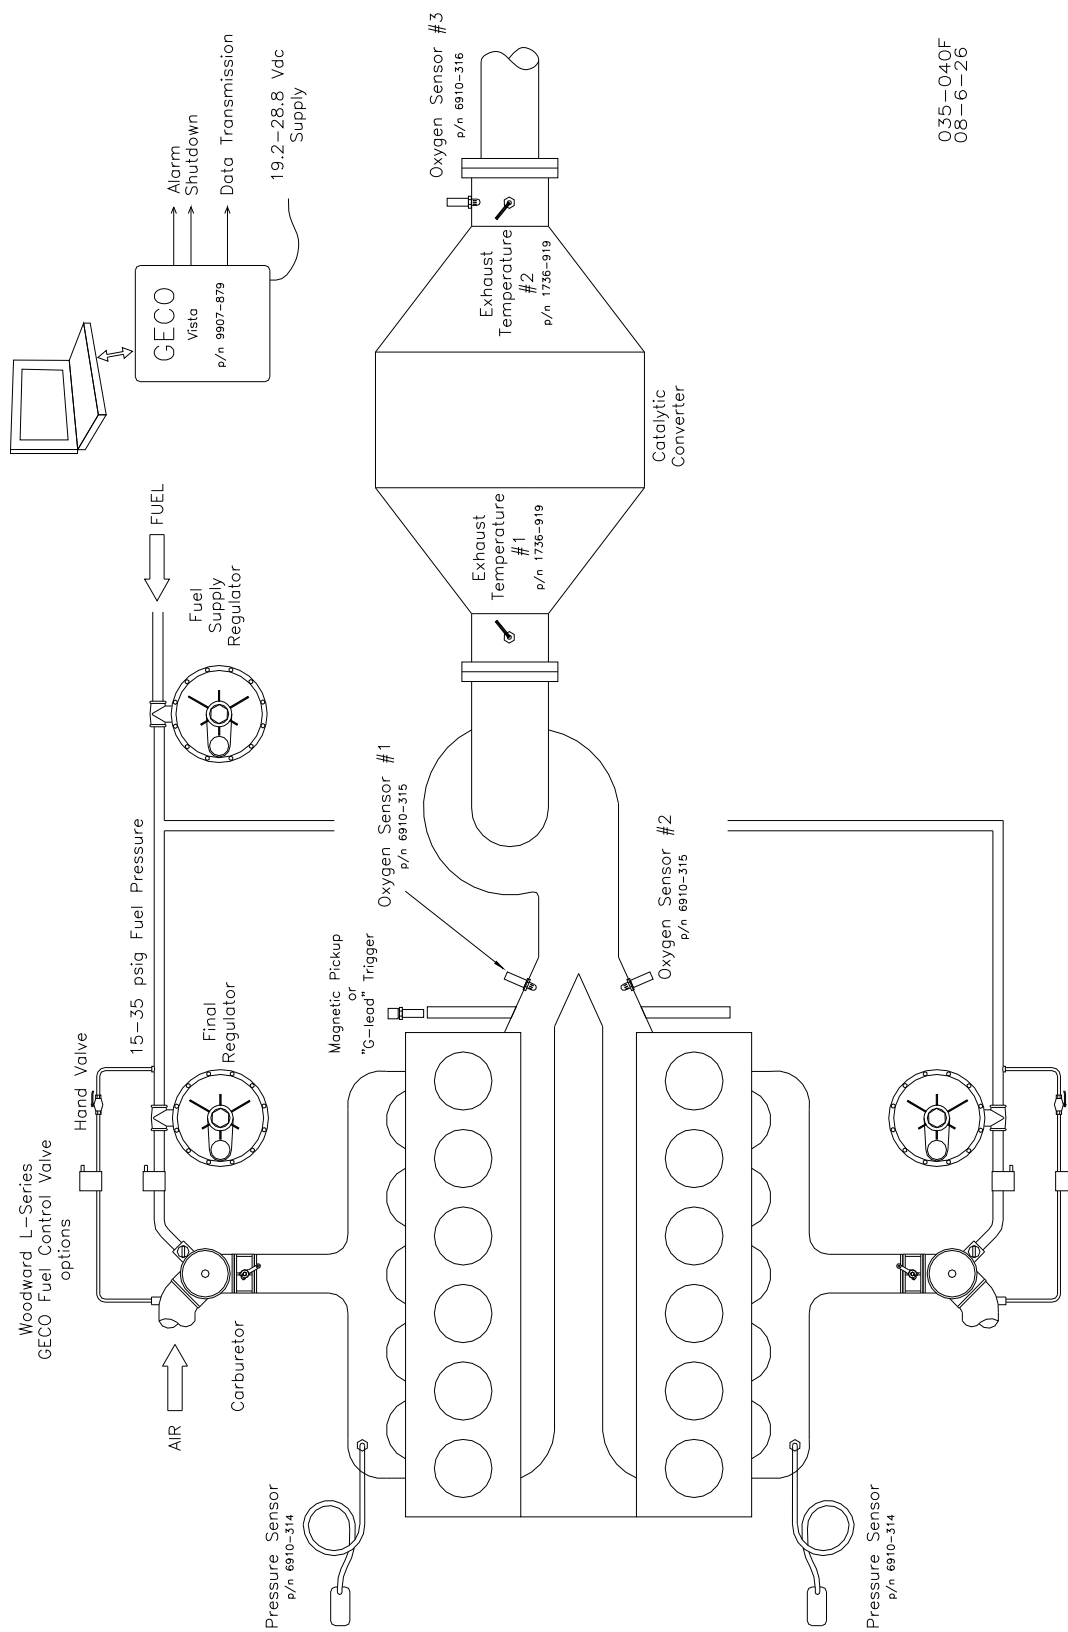 Alarm
Shutdown
Data Transmission
19.2-28.8 Vdc
Supply
GECO
Vista
p/n 9907-879
Oxygen Sensor #3
p/n 6910-316
Exhaust
Temperature
#2
p/n 1736-919
Catalytic
Converter
Exhaust
Temperature
#1
p/n 1736-919
FUEL
Fuel
Supply
Regulator
15-35 psig Fuel Pressure
Oxygen Sensor #1
p/n 6910-315
Oxygen Sensor #2
p/n 6910-315
Magnetic Pickup
or
"G-lead" Trigger
Final
Regulator
Hand Valve
Woodward L-Series
GECO Fuel Control Valve
options
Carburetor
AIR
Pressure Sensor
p/n 6910-314
Pressure Sensor
p/n 6910-314
035-040F
08-6-26